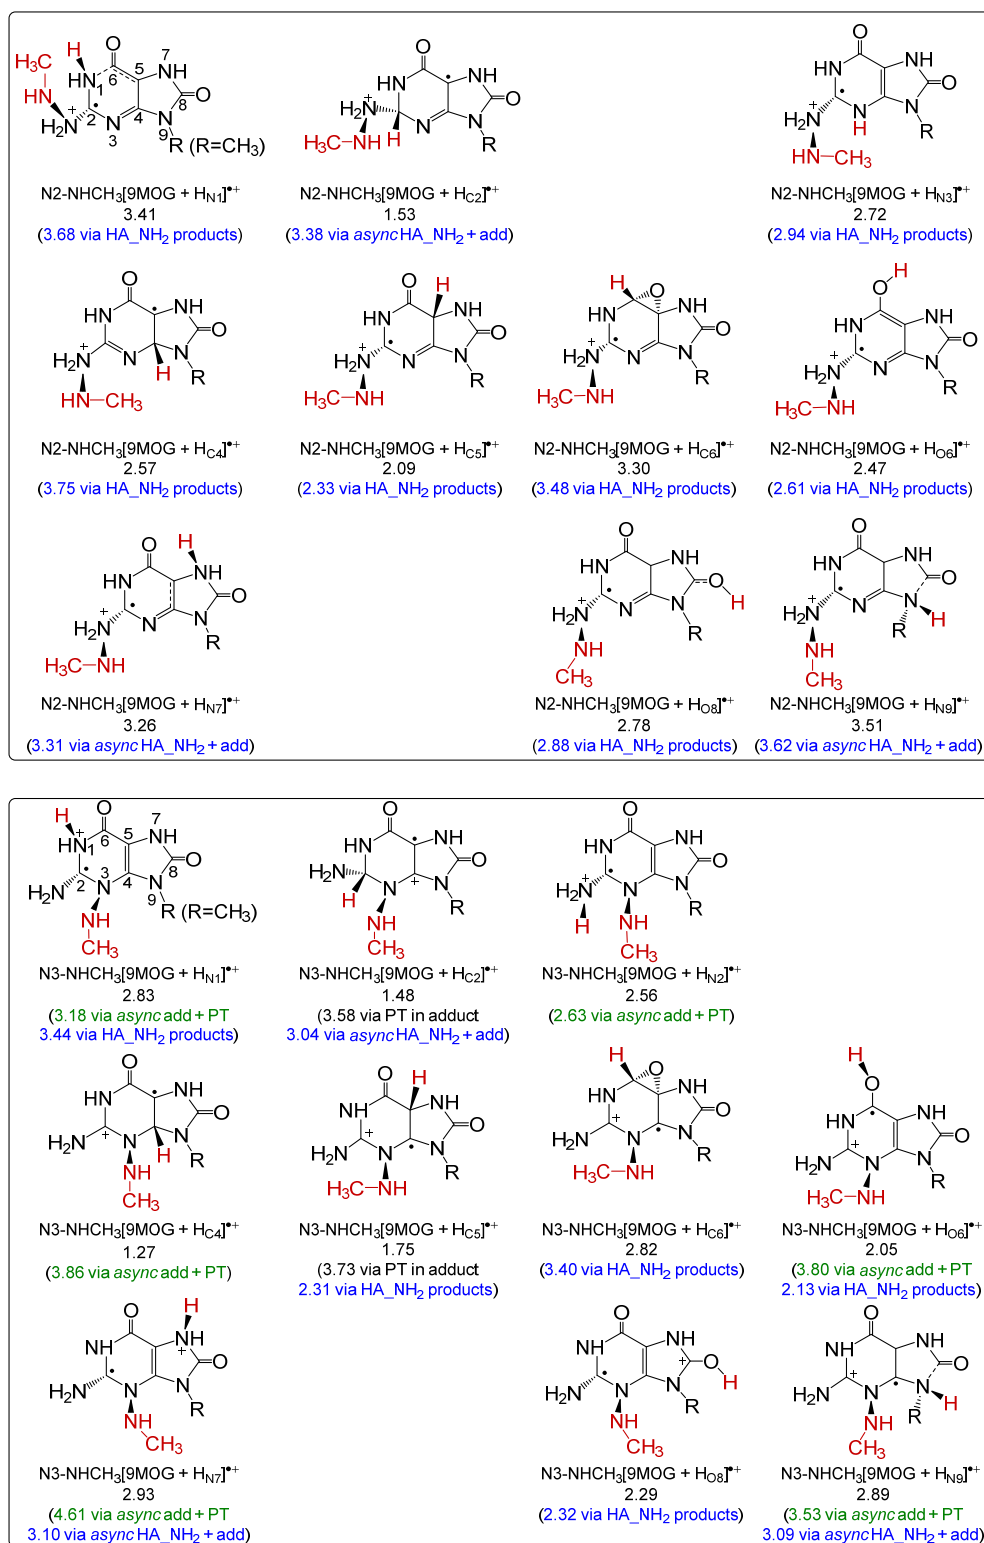 N2-NHCH3[9MOG + HN1]•+
3.41
(3.68 via HA_NH2 products)
N2-NHCH3[9MOG + HC2]•+
1.53
(3.38 via async HA_NH2 + add)
N2-NHCH3[9MOG + HN3]•+
2.72
(2.94 via HA_NH2 products)
R (R=CH3)
N2-NHCH3[9MOG + HC4]•+
2.57
(3.75 via HA_NH2 products)
N2-NHCH3[9MOG + HC5]•+
2.09
(2.33 via HA_NH2 products)
N2-NHCH3[9MOG + HC6]•+
3.30
(3.48 via HA_NH2 products)
N2-NHCH3[9MOG + HO6]•+
2.47
(2.61 via HA_NH2 products)
N2-NHCH3[9MOG + HN7]•+
3.26
(3.31 via async HA_NH2 + add)
N2-NHCH3[9MOG + HO8]•+
2.78
(2.88 via HA_NH2 products)
N2-NHCH3[9MOG + HN9]•+
3.51
(3.62 via async HA_NH2 + add)
R (R=CH3)
N3-NHCH3[9MOG + HN1]•+
2.83
(3.18 via async add + PT
3.44 via HA_NH2 products)
N3-NHCH3[9MOG + HC2]•+
1.48
(3.58 via PT in adduct
3.04 via async HA_NH2 + add)
N3-NHCH3[9MOG + HN2]•+
2.56
(2.63 via async add + PT)
N3-NHCH3[9MOG + HC4]•+
1.27
(3.86 via async add + PT)
N3-NHCH3[9MOG + HC5]•+
1.75
(3.73 via PT in adduct
2.31 via HA_NH2 products)
N3-NHCH3[9MOG + HC6]•+
2.82
(3.40 via HA_NH2 products)
N3-NHCH3[9MOG + HO6]•+
2.05
(3.80 via async add + PT
2.13 via HA_NH2 products)
N3-NHCH3[9MOG + HN7]•+
2.93
(4.61 via async add + PT
3.10 via async HA_NH2 + add)
N3-NHCH3[9MOG + HO8]•+
2.29
(2.32 via HA_NH2 products)
N3-NHCH3[9MOG + HN9]•+
2.89
(3.53 via async add + PT
3.09 via async HA_NH2 + add)